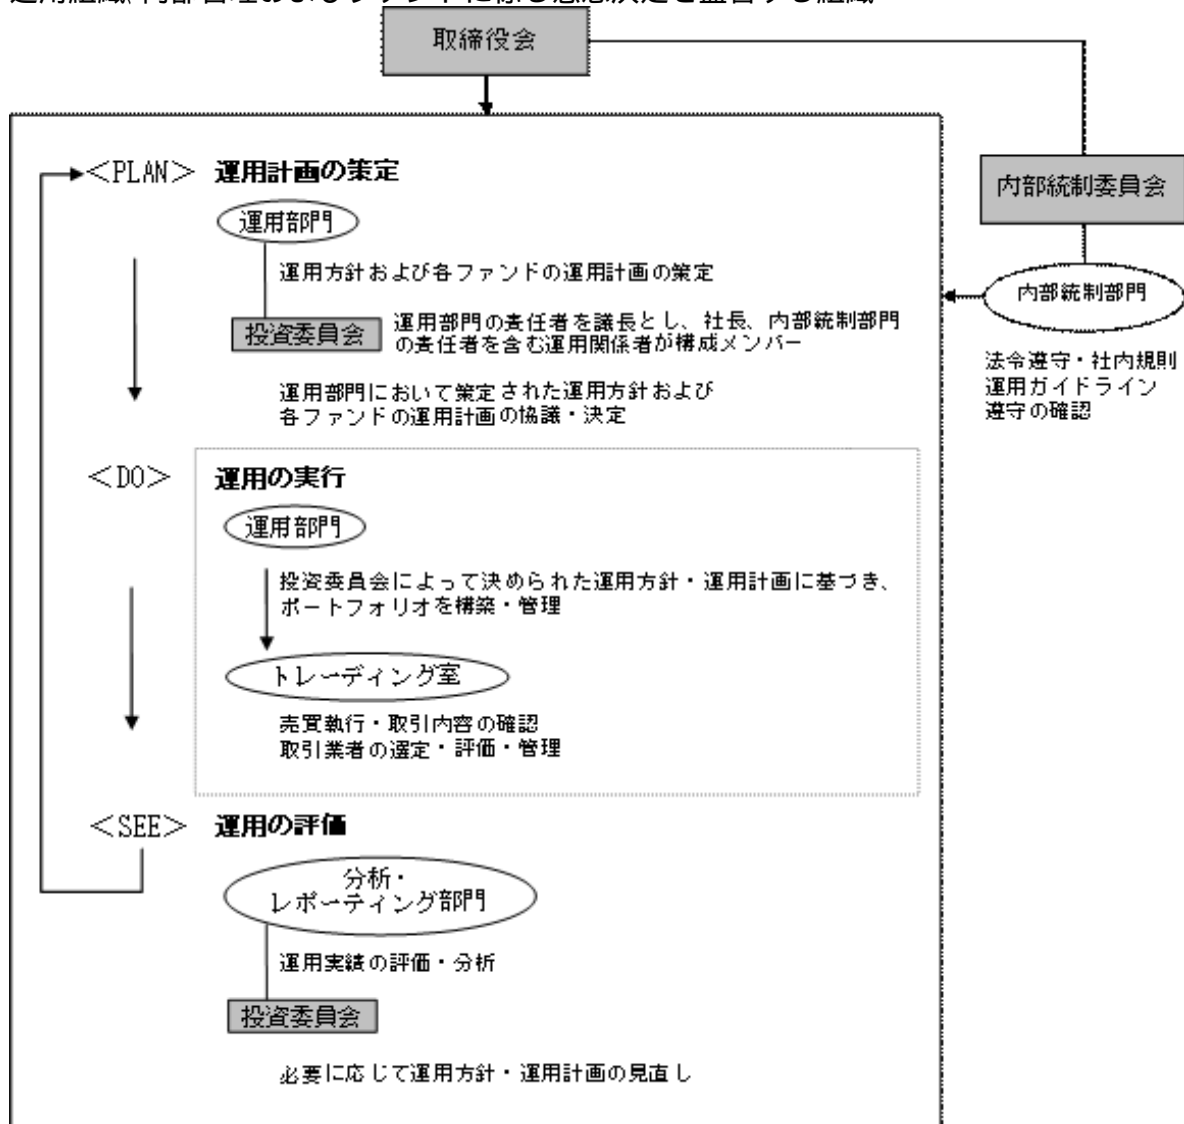 取締役会
内部統制委員会
内部統制部門
法令遵守・社内規則
運用ガイドライン
遵守の確認
<PLAN> 運用計画の策定
運用部門
運用方針および各ファンドの運用計画の策定
投資委員会
運用部門の責任者を議長とし、社長、内部統制部門
の責任者を含む運用関係者が構成メンバー
運用部門において策定された運用方針および
各ファンドの運用計画の協議・決定
<DO> 運用の実行
運用部門
投資委員会によって決められた運用方針・運用計画に基づき、
ポートフォリオを構築・管理
トレーディング室
売買執行・取引内容の確認
取引業者の選定・評価・管理
<SEE> 運用の評価
分析・
レポーティング部門
運用実績の評価・分析
投資委員会
必要に応じて運用方針・運用計画の見直し